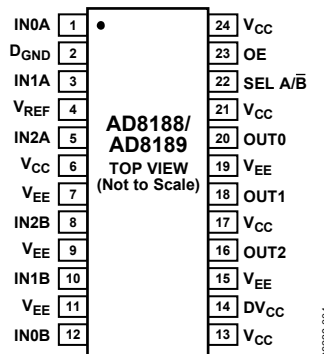 IN0A 1 24 VCC
DGND 2 23 OE
IN1A 3 22 SEL A/B̅
VREF 4 21 VCC
IN2A 5 20 OUT0
VCC 6 19 VEE
VEE 7 18 OUT1
IN2B 8 17 VCC
VEE 9 16 OUT2
IN1B 10 15 VEE
VEE 11 14 DVCC
IN0B 12 13 VCC
AD8188/
AD8189
TOP VIEW
(Not to Scale)